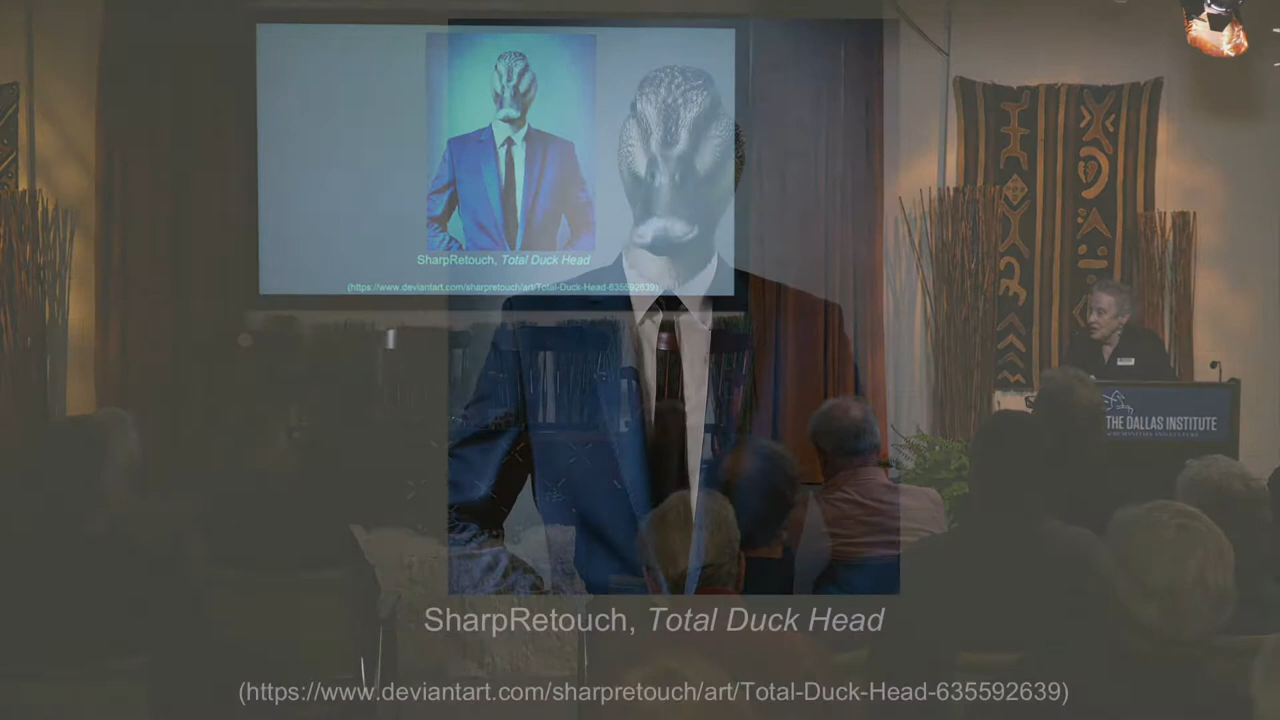 SharpRetouch, Total Duck Head
(https://www.deviantart.com/sharpretouch/art/Total-Duck-Head-635592639)
THE DALLAS INSTITUTE
SharpRetouch, Total Duck Head
(https://www.deviantart.com/sharpretouch/art/Total-Duck-Head-635592639)